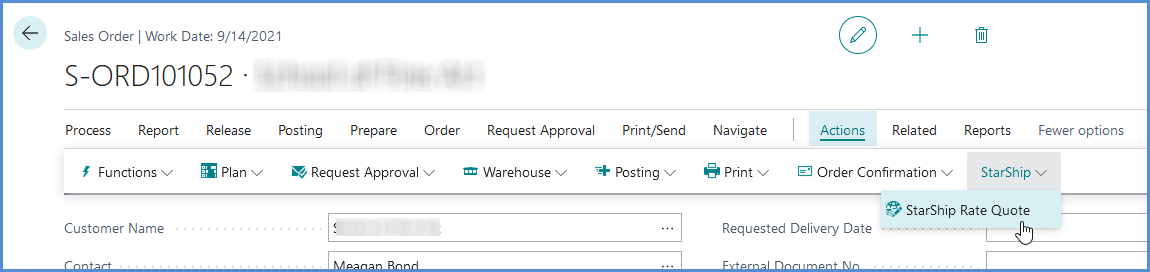 Sales Order | Work Date: 9/14/2021
S-ORD101052 ·
Process Report Release Posting Prepare Order Request Approval Print/Send Navigate Actions Related Reports Fewer options
Functions Plan Request Approval Warehouse Posting Print Order Confirmation StarShip
StarShip Rate Quote
Customer Name ... Requested Delivery Date
Contact Meagan Bond External Document No.